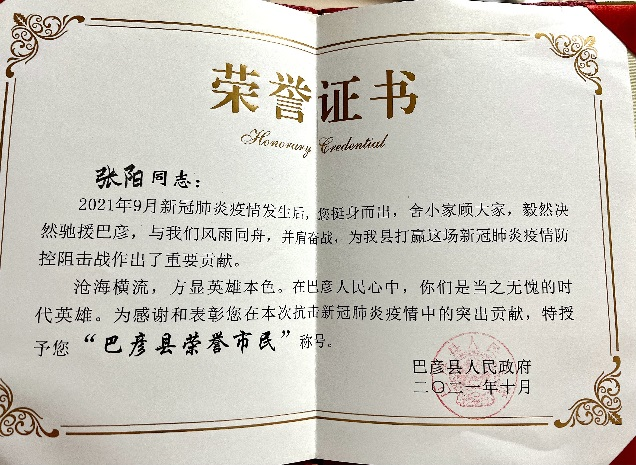 荣誉证书
Honorary Credential
张阳同志：
2021年9月新冠肺炎疫情发生后，您挺身而出，舍小家顾大家，毅然决
然驰援巴彦，与我们风雨同舟，并肩奋战，为我县打赢这场新冠肺炎疫情防
控阻击战作出了重要贡献。
沧海横流，方显英雄本色。在巴彦人民心中，你们是当之无愧的时
代英雄。为感谢和表彰您在本次抗击新冠肺炎疫情中的突出贡献，特授
予您“巴彦县荣誉市民”称号。
巴彦县人民政府
二〇二一年十月